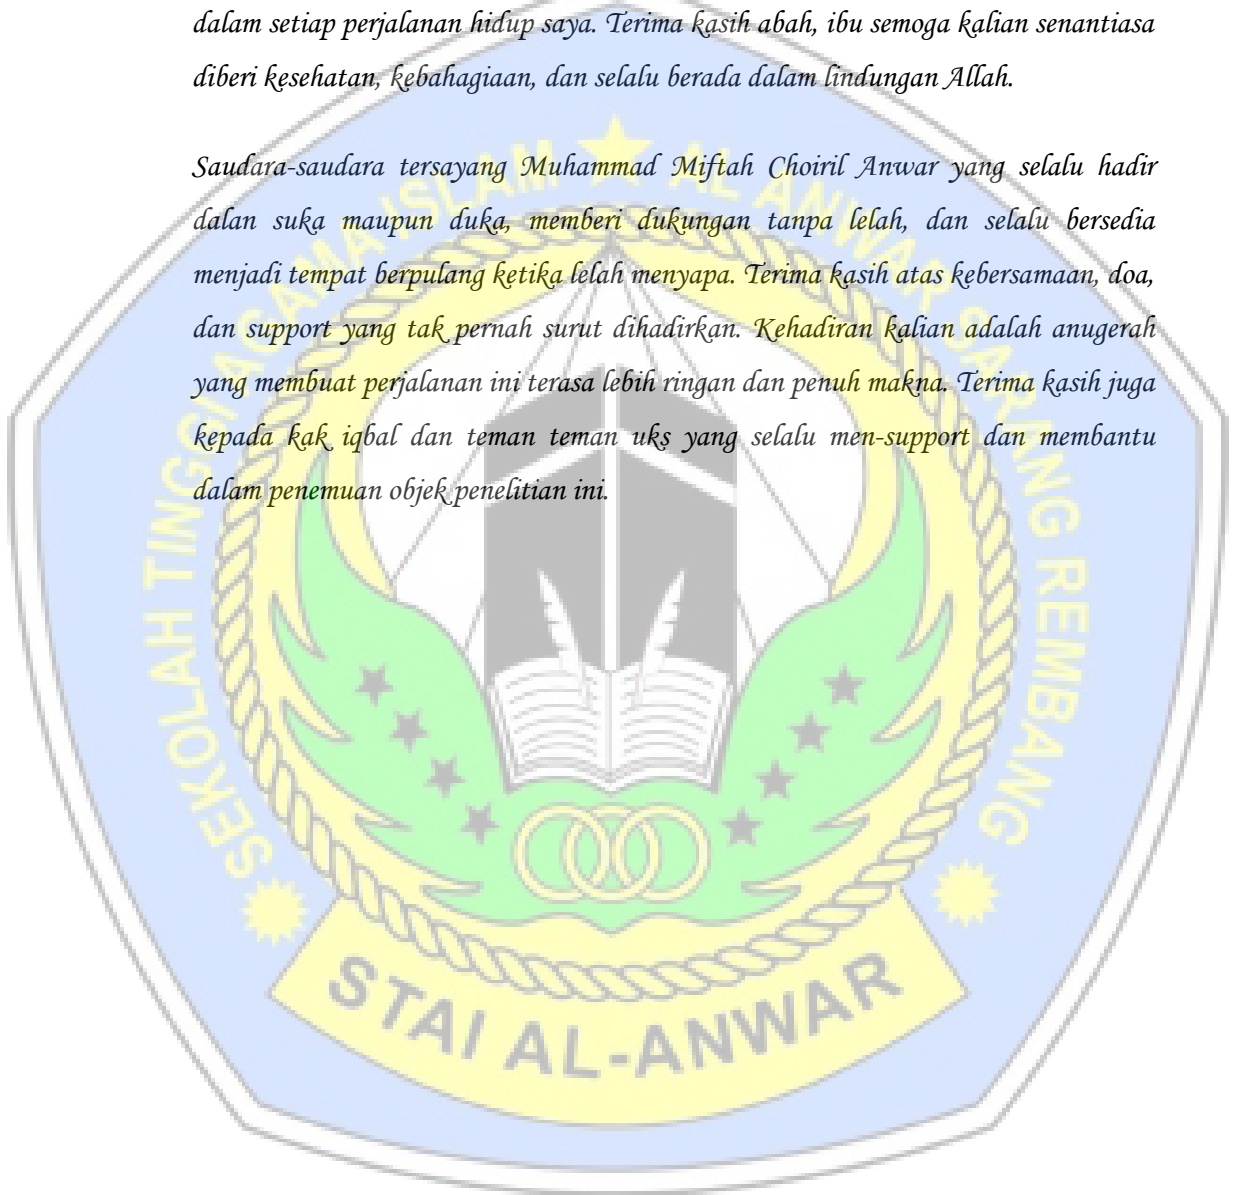 dalam setiap perjalanan hidup saya. Terima kasih abah, ibu semoga kalian senantiasa
diberi kesehatan, kebahagiaan, dan selalu berada dalam lindungan Allah.
Saudara-saudara tersayang Muhammad Miftah Choiril Anwar yang selalu hadir
dalan suka maupun duka, memberi dukungan tanpa lelah, dan selalu bersedia
menjadi tempat berpulang ketika lelah menyapa. Terima kasih atas kebersamaan, doa,
dan support yang tak pernah surut dihadirkan. Kehadiran kalian adalah anugerah
yang membuat perjalanan ini terasa lebih ringan dan penuh makna. Terima kasih juga
kepada kak iqbal dan teman teman uks yang selalu men-support dan membantu
dalam penemuan objek penelitian ini.
SEKOLAH TINGGI AGAMA ISLAM AL ANWAR SARANG REMBANG
STAI AL-ANWAR